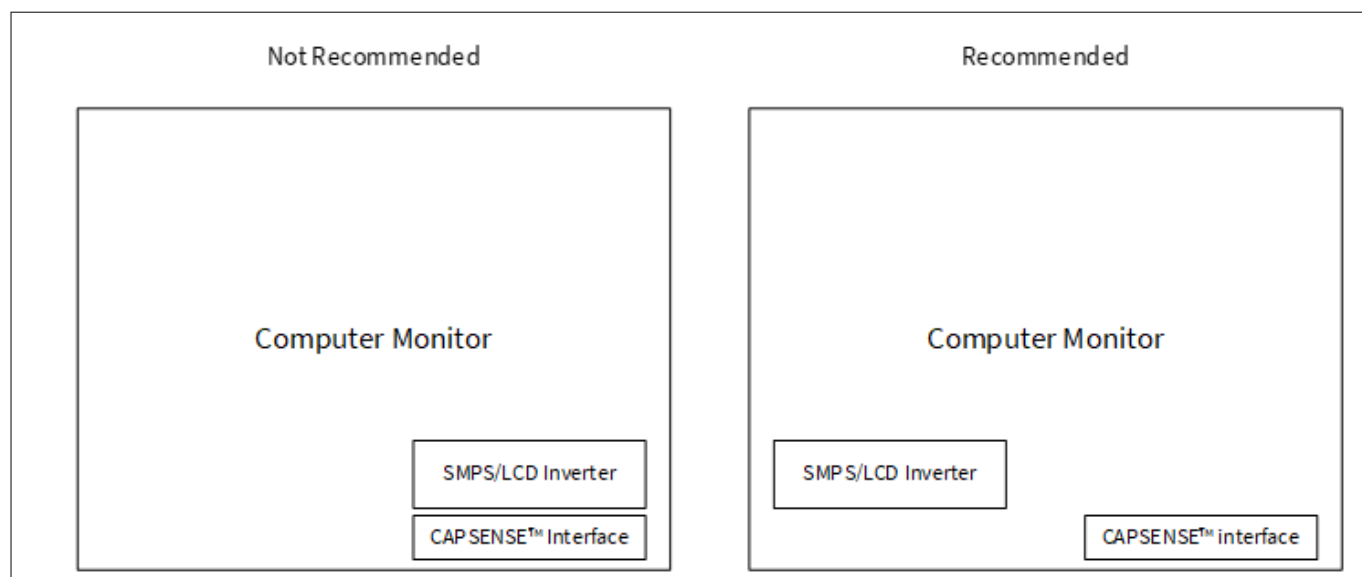 Not Recommended
Recommended
Computer Monitor
Computer Monitor
SMPS/LCD Inverter
SMPS/LCD Inverter
CAPSENSE™ Interface
CAPSENSE™ interface